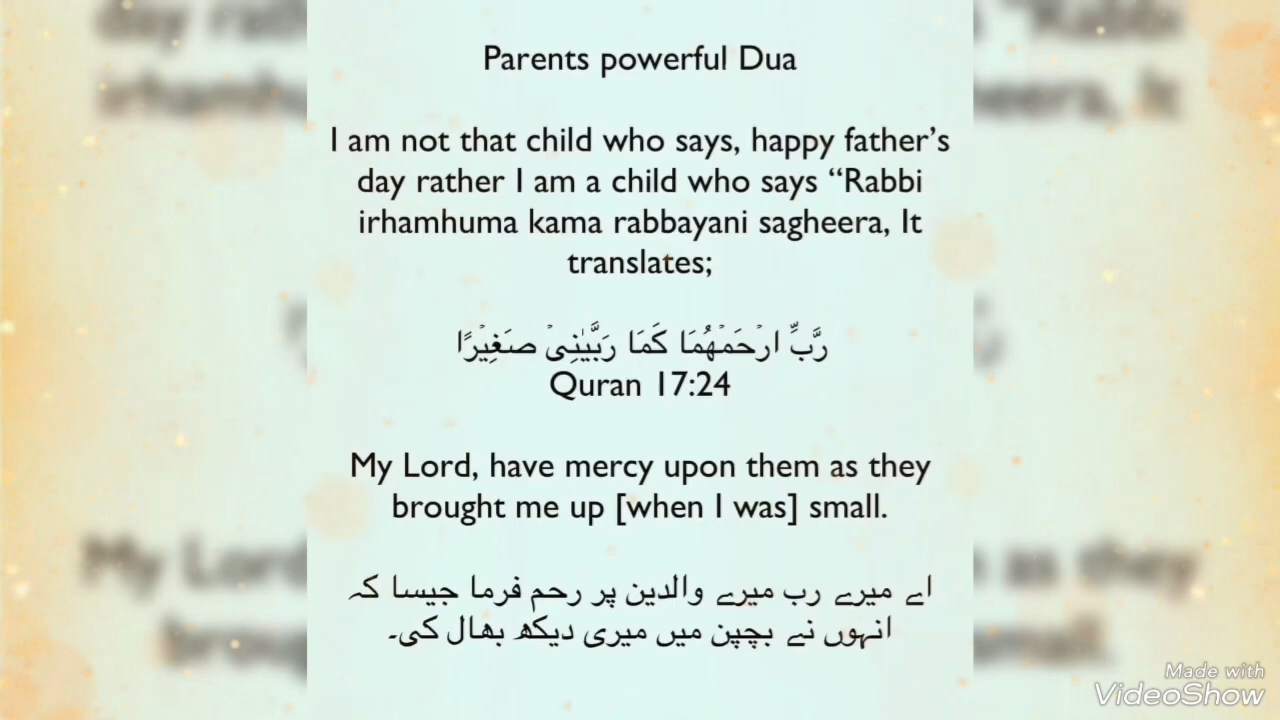 Parents powerful Dua
I am not that child who says, happy father’s
day rather I am a child who says “Rabbi
irhamhuma kama rabbayani sagheera, It
translates;
رَّبِّ ارۡحَمۡهُمَا كَمَا رَبَّيٰنِىۡ صَغِيۡرًا
Quran 17:24
My Lord, have mercy upon them as they
brought me up [when I was] small.
اے میرے رب میرے والدین پر رحم فرما جیسا کہ
انہوں نے بچپن میں میری دیکھ بھال کی۔
Made with
VideoShow